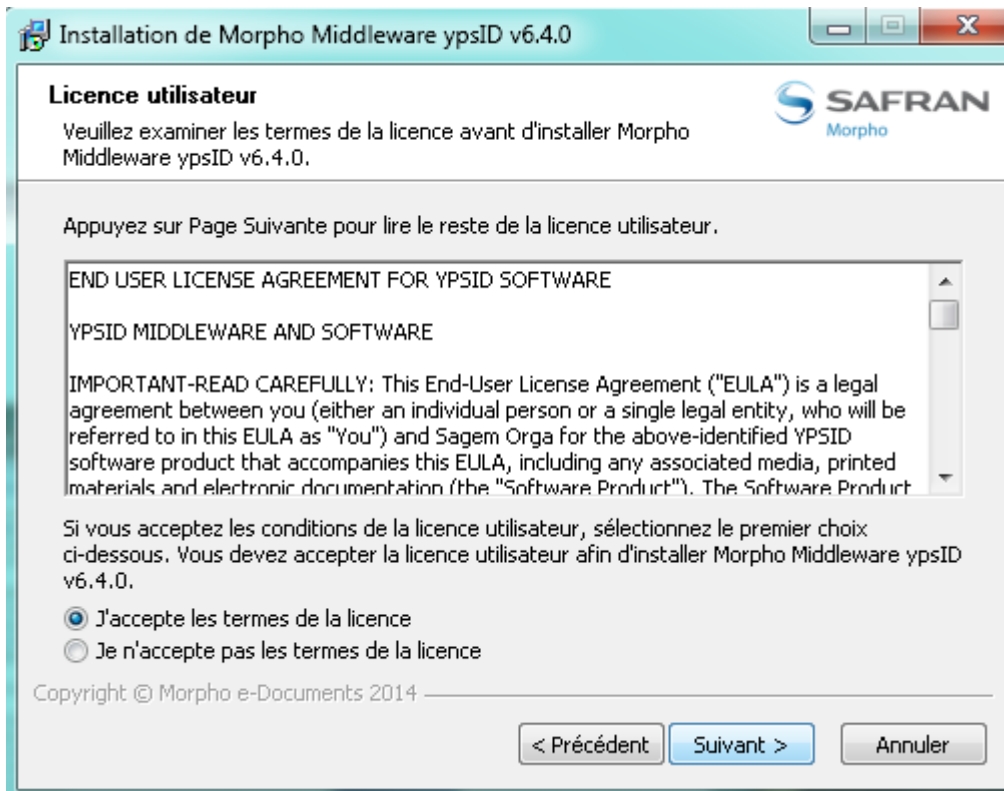 Installation de Morpho Middleware ypsID v6.4.0
Licence utilisateur
Veuillez examiner les termes de la licence avant d'installer Morpho
Middleware ypsID v6.4.0.
SAFRAN
Morpho
Appuyez sur Page Suivante pour lire le reste de la licence utilisateur.
END USER LICENSE AGREEMENT FOR YPSID SOFTWARE
YPSID MIDDLEWARE AND SOFTWARE
IMPORTANT-READ CAREFULLY: This End-User License Agreement ("EULA") is a legal
agreement between you (either an individual person or a single legal entity, who will be
referred to in this EULA as "You") and Sagem Orga for the above-identified YPSID
software product that accompanies this EULA, including any associated media, printed
materials and electronic documentation (the "Software Product"). The Software Product
Si vous acceptez les conditions de la licence utilisateur, sélectionnez le premier choix
ci-dessous. Vous devez accepter la licence utilisateur afin d'installer Morpho Middleware ypsID
v6.4.0.
J'accepte les termes de la licence
Je n'accepte pas les termes de la licence
Copyright © Morpho e-Documents 2014
< Précédent
Suivant >
Annuler